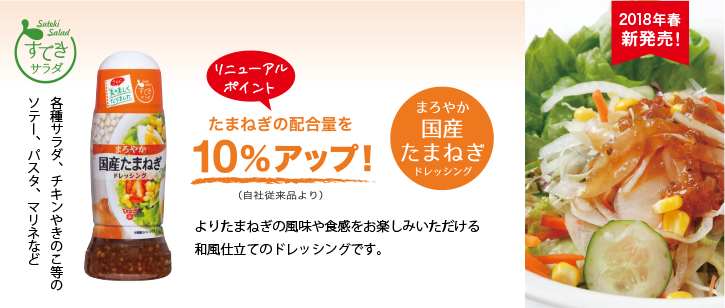 Suteki
Salad
すてき
サラダ
各種サラダ、チキンやきのこ等の
ソテー、パスタ、マリネなど
すてき
サラダ
まろやか
国産たまねぎ
ドレッシング
リニューアル
ポイント
たまねぎの配合量を
10%アップ!
(自社従来品より)
よりたまねぎの風味や食感をお楽しみいただける
和風仕立てのドレッシングです。
まろやか
国産
たまねぎ
ドレッシング
2018年春
新発売!